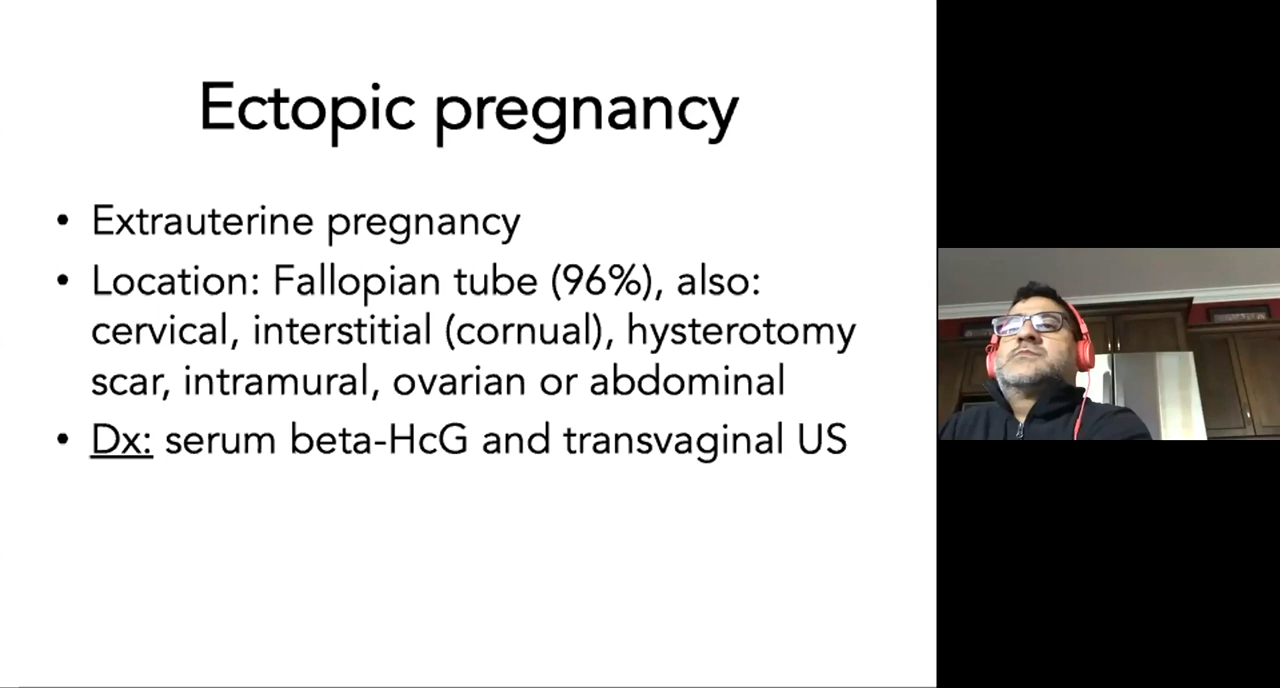 Ectopic pregnancy
• Extrauterine pregnancy
• Location: Fallopian tube (96%), also:
cervical, interstitial (cornual), hysterotomy
scar, intramural, ovarian or abdominal
• Dx: serum beta-HcG and transvaginal US